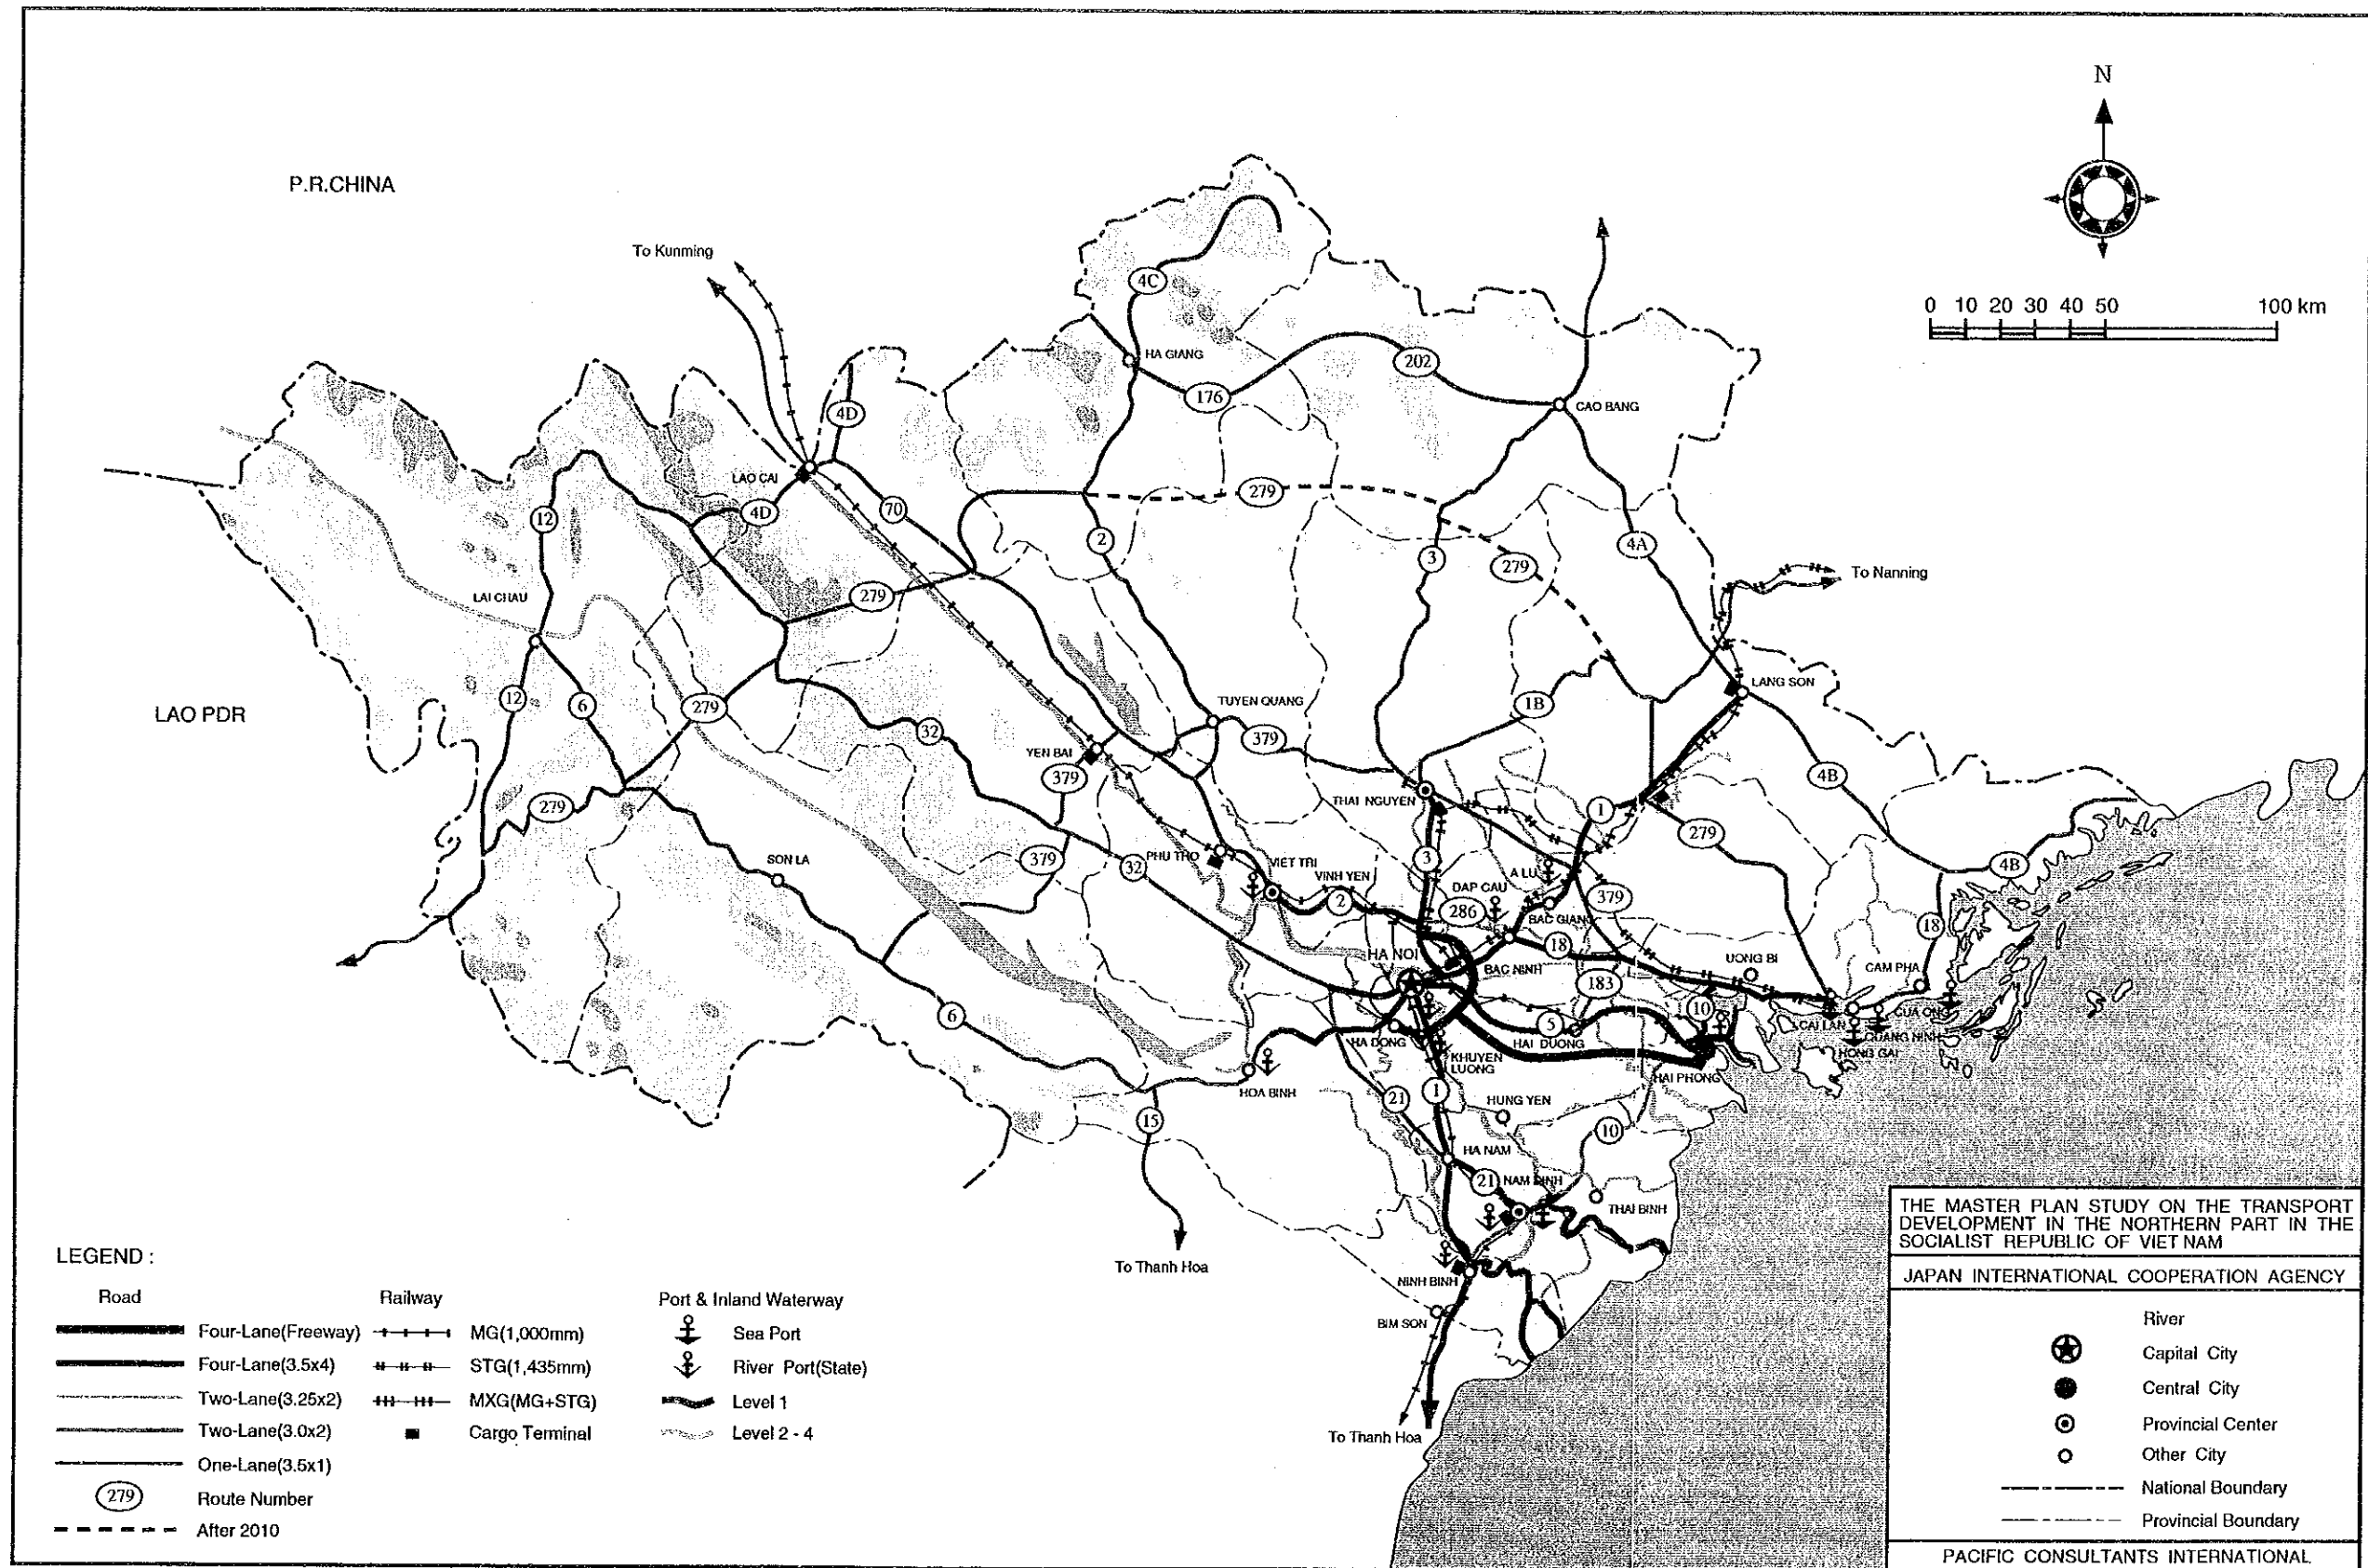 N
P.R.CHINA
To Kunming
0 10 20 30 40 50 100 km
4C
HA GIANG
202
176
CAO BANG
4D
LAO CAI
4D
70
279
12
2
3
4A
279
To Nanning
LAI CHAU
279
12
6
279
LANG SON
LAO PDR
TUYEN QUANG
1B
32
379
YEN BAI
379
4B
279
THAI NGUYEN
1
279
SON LA
379
32
PHU THO
VIET TRI
3
VINH YEN
A LU
4B
DAP CAU
2
286
BAC GIANG
379
18
HA NOI
18
BAC NINH
UONG BI
CAM PHA
183
6
5
10
CUA ONG
CAI LAN
QUANG NINH
HA DONG
HAI DUONG
HONG GAI
KHUYEN
LUONG
HAI PHONG
HOA BINH
21
1
HUNG YEN
15
10
HA NAM
21
NAM DINH
THAI BINH
To Thanh Hoa
NINH BINH
BIM SON
To Thanh Hoa
LEGEND :
Road Railway Port & Inland Waterway
Four-Lane(Freeway) MG(1,000mm) Sea Port
Four-Lane(3.5x4) STG(1,435mm) River Port(State)
Two-Lane(3.25x2) MXG(MG+STG) Level 1
Two-Lane(3.0x2) Cargo Terminal Level 2 - 4
One-Lane(3.5x1)
279 Route Number
After 2010
THE MASTER PLAN STUDY ON THE TRANSPORT
DEVELOPMENT IN THE NORTHERN PART IN THE
SOCIALIST REPUBLIC OF VIET NAM
JAPAN INTERNATIONAL COOPERATION AGENCY
River
Capital City
Central City
Provincial Center
Other City
National Boundary
Provincial Boundary
PACIFIC CONSULTANTS INTERNATIONAL